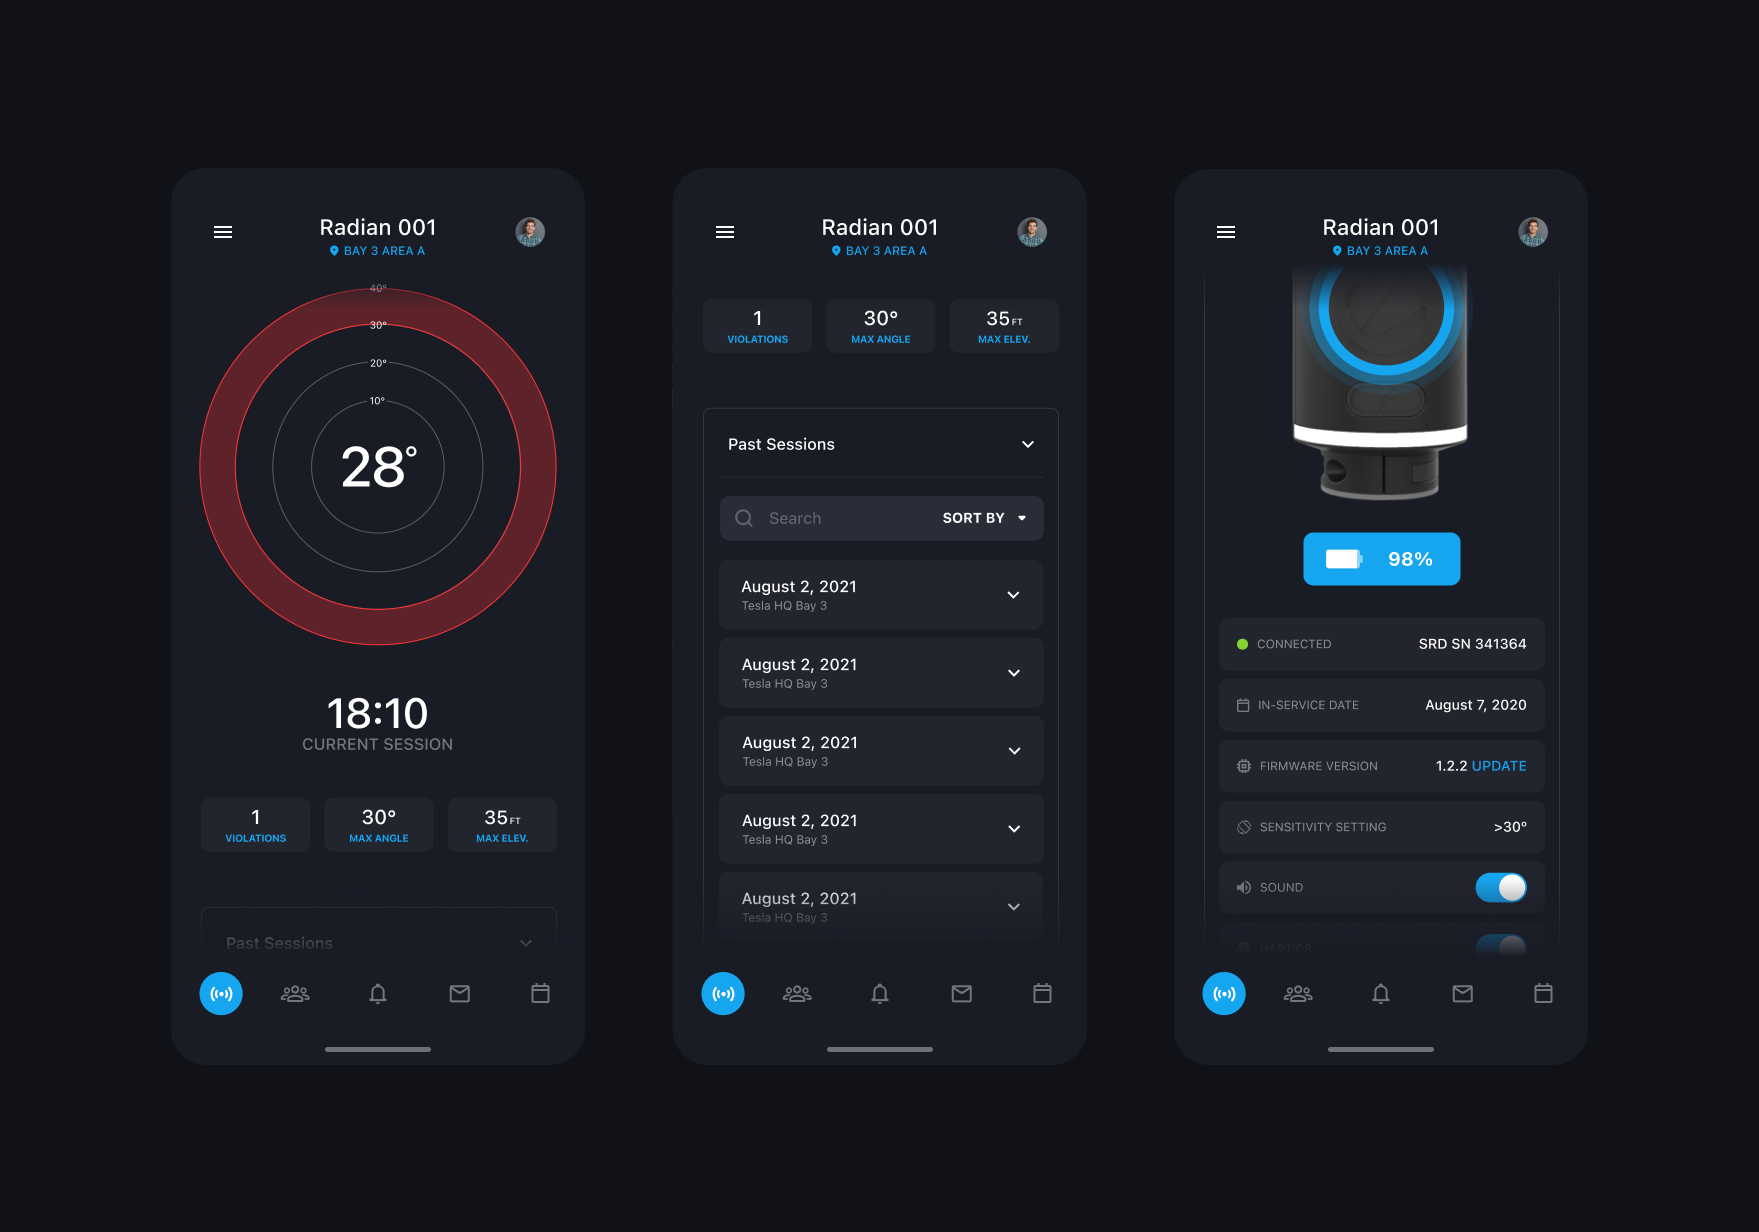 Radian 001
BAY 3 AREA A
40°
30°
20°
10°
28°
18:10
CURRENT SESSION
1
VIOLATIONS
30°
MAX ANGLE
35 FT
MAX ELEV.
Past Sessions
Radian 001
BAY 3 AREA A
1
VIOLATIONS
30°
MAX ANGLE
35 FT
MAX ELEV.
Past Sessions
Search SORT BY
August 2, 2021
Tesla HQ Bay 3
August 2, 2021
Tesla HQ Bay 3
August 2, 2021
Tesla HQ Bay 3
August 2, 2021
Tesla HQ Bay 3
August 2, 2021
Tesla HQ Bay 3
Radian 001
BAY 3 AREA A
98%
CONNECTED SRD SN 341364
IN-SERVICE DATE August 7, 2020
FIRMWARE VERSION 1.2.2 UPDATE
SENSITIVITY SETTING >30°
SOUND
HAPTICS